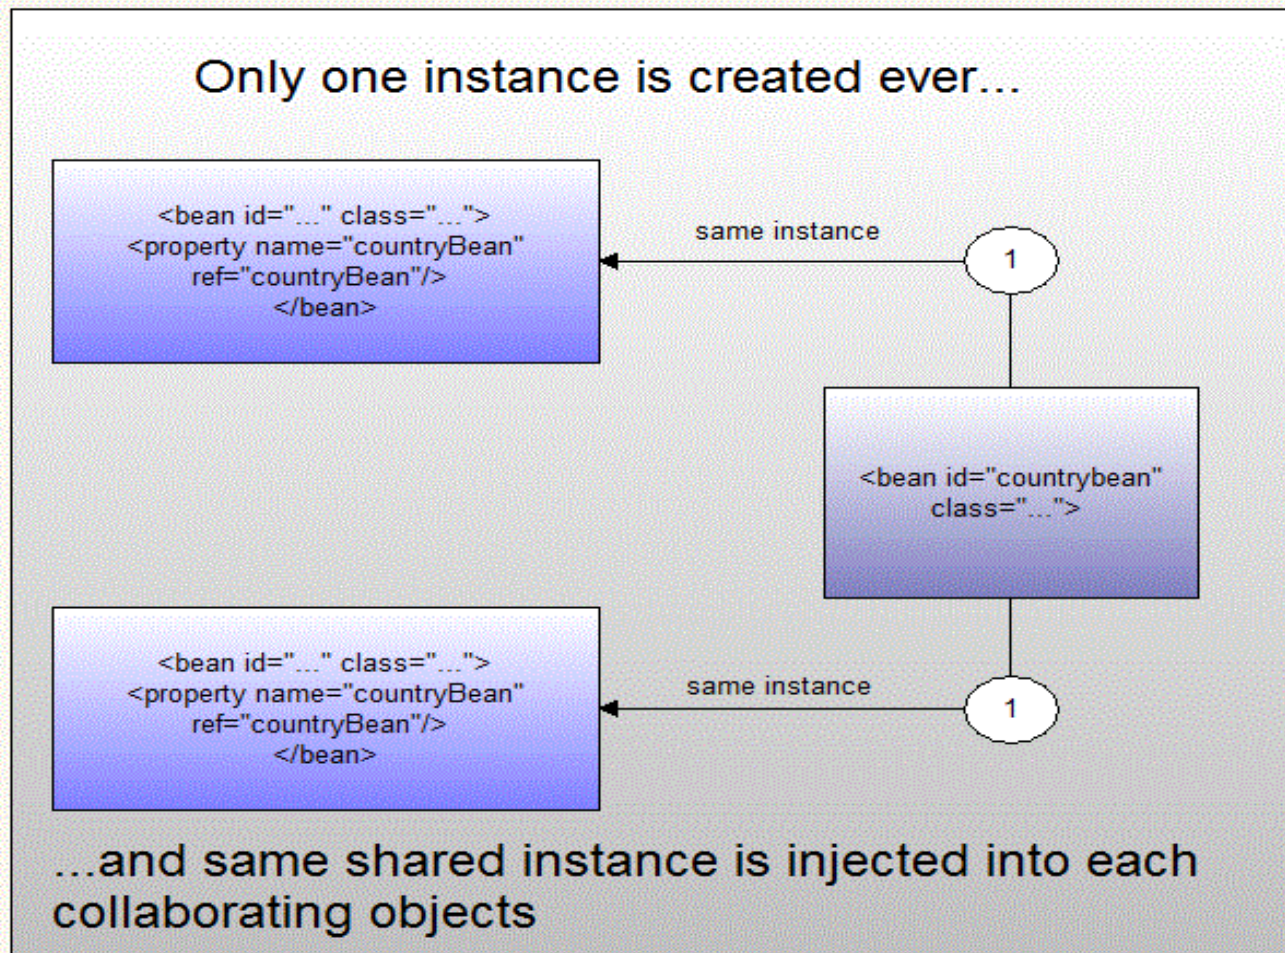 Only one instance is created ever...
<bean id="..." class="...">
<property name="countryBean"
ref="countryBean"/>
</bean>
same instance
1
<bean id="countrybean"
class="...">
<bean id="..." class="...">
<property name="countryBean"
ref="countryBean"/>
</bean>
same instance
1
...and same shared instance is injected into each
collaborating objects